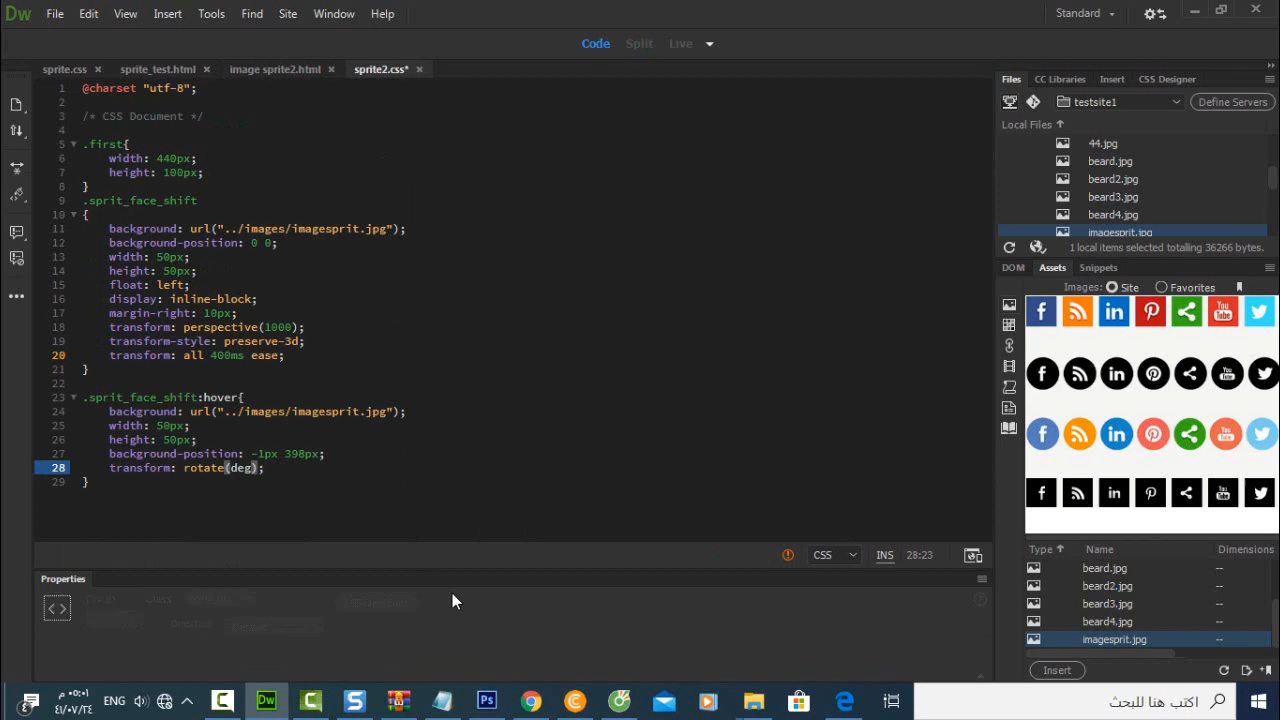 Dw File Edit View Insert Tools Find Site Window Help Standard
Code Split Live
sprite.css sprite_test.html image sprite2.html sprite2.css*
1 @charset "utf-8";
2
3 /* CSS Document */
4
5 .first{
6 width: 440px;
7 height: 100px;
8 }
9 .sprit_face_shift
10 {
11 background: url("../images/imagesprit.jpg");
12 background-position: 0 0;
13 width: 50px;
14 height: 50px;
15 float: left;
16 display: inline-block;
17 margin-right: 10px;
18 transform: perspective(1000);
19 transform-style: preserve-3d;
20 transform: all 400ms ease;
21 }
22
23 .sprit_face_shift:hover{
24 background: url("../images/imagesprit.jpg");
25 width: 50px;
26 height: 50px;
27 background-position: -1px 398px;
28 transform: rotate(deg);
29 }
CSS INS 28:23
Properties
Files CC Libraries Insert CSS Designer
testsite1 Define Servers
Local Files
44.jpg
beard.jpg
beard2.jpg
beard3.jpg
beard4.jpg
imagesprit.jpg
1 local items selected totalling 36266 bytes.
DOM Assets Snippets
Images: Site Favorites
You Tube
Type Name Dimensions
beard.jpg --
beard2.jpg --
beard3.jpg --
beard4.jpg --
imagesprit.jpg --
Insert
ENG
اكتب هنا للبحث